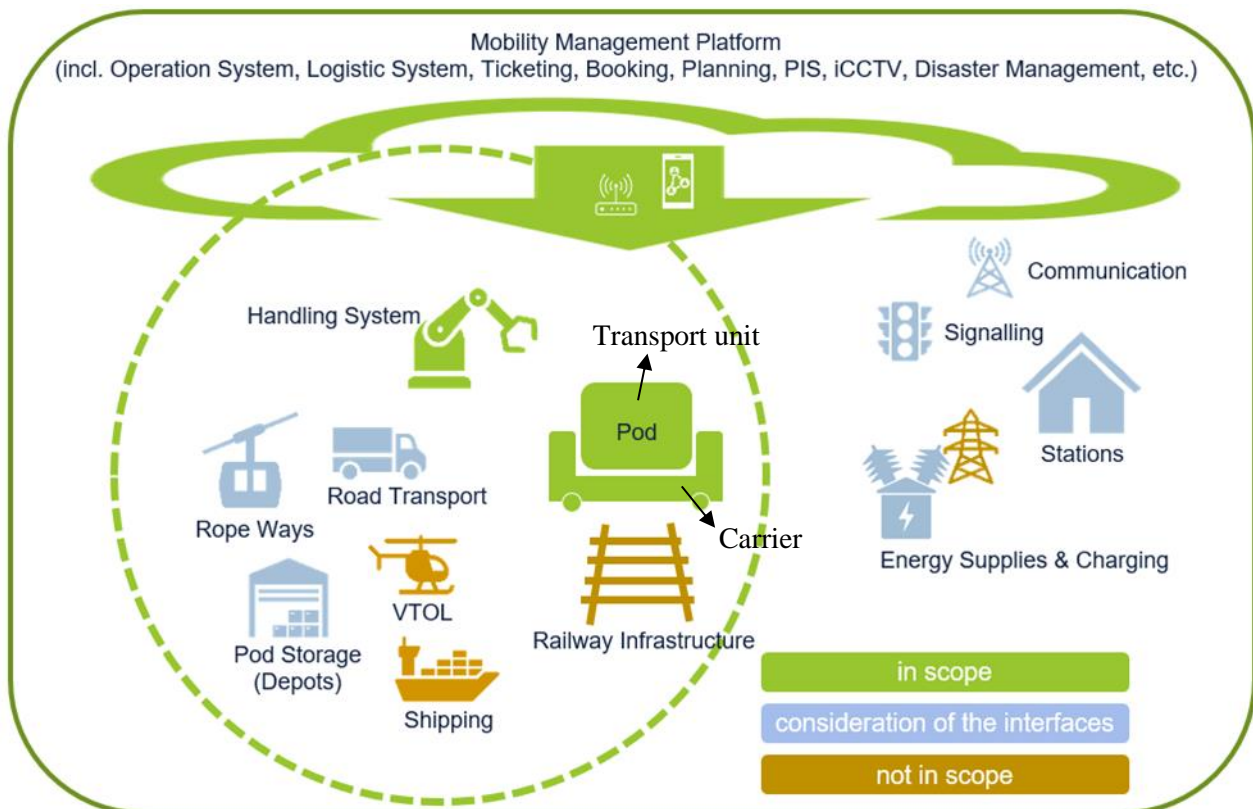 Mobility Management Platform
(incl. Operation System, Logistic System, Ticketing, Booking, Planning, PIS, iCCTV, Disaster Management, etc.)
Communication
Handling System
Signalling
Transport unit
Pod
Stations
Road Transport
Rope Ways
Carrier
Energy Supplies & Charging
VTOL
Railway Infrastructure
Pod Storage
(Depots)
Shipping
in scope
consideration of the interfaces
not in scope